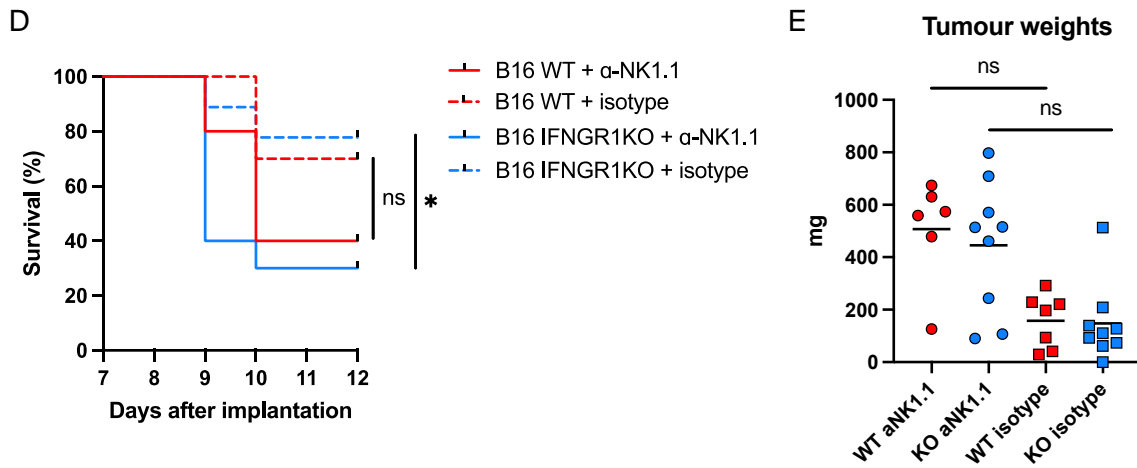 D
100
80
60
40
20
0
Survival (%)
7 8 9 10 11 12
Days after implantation
ns
*
B16 WT + α-NK1.1
B16 WT + isotype
B16 IFNGR1KO + α-NK1.1
B16 IFNGR1KO + isotype
E
Tumour weights
ns
ns
1000
800
600
400
200
0
mg
WT aNK1.1
KO aNK1.1
WT isotype
KO isotype